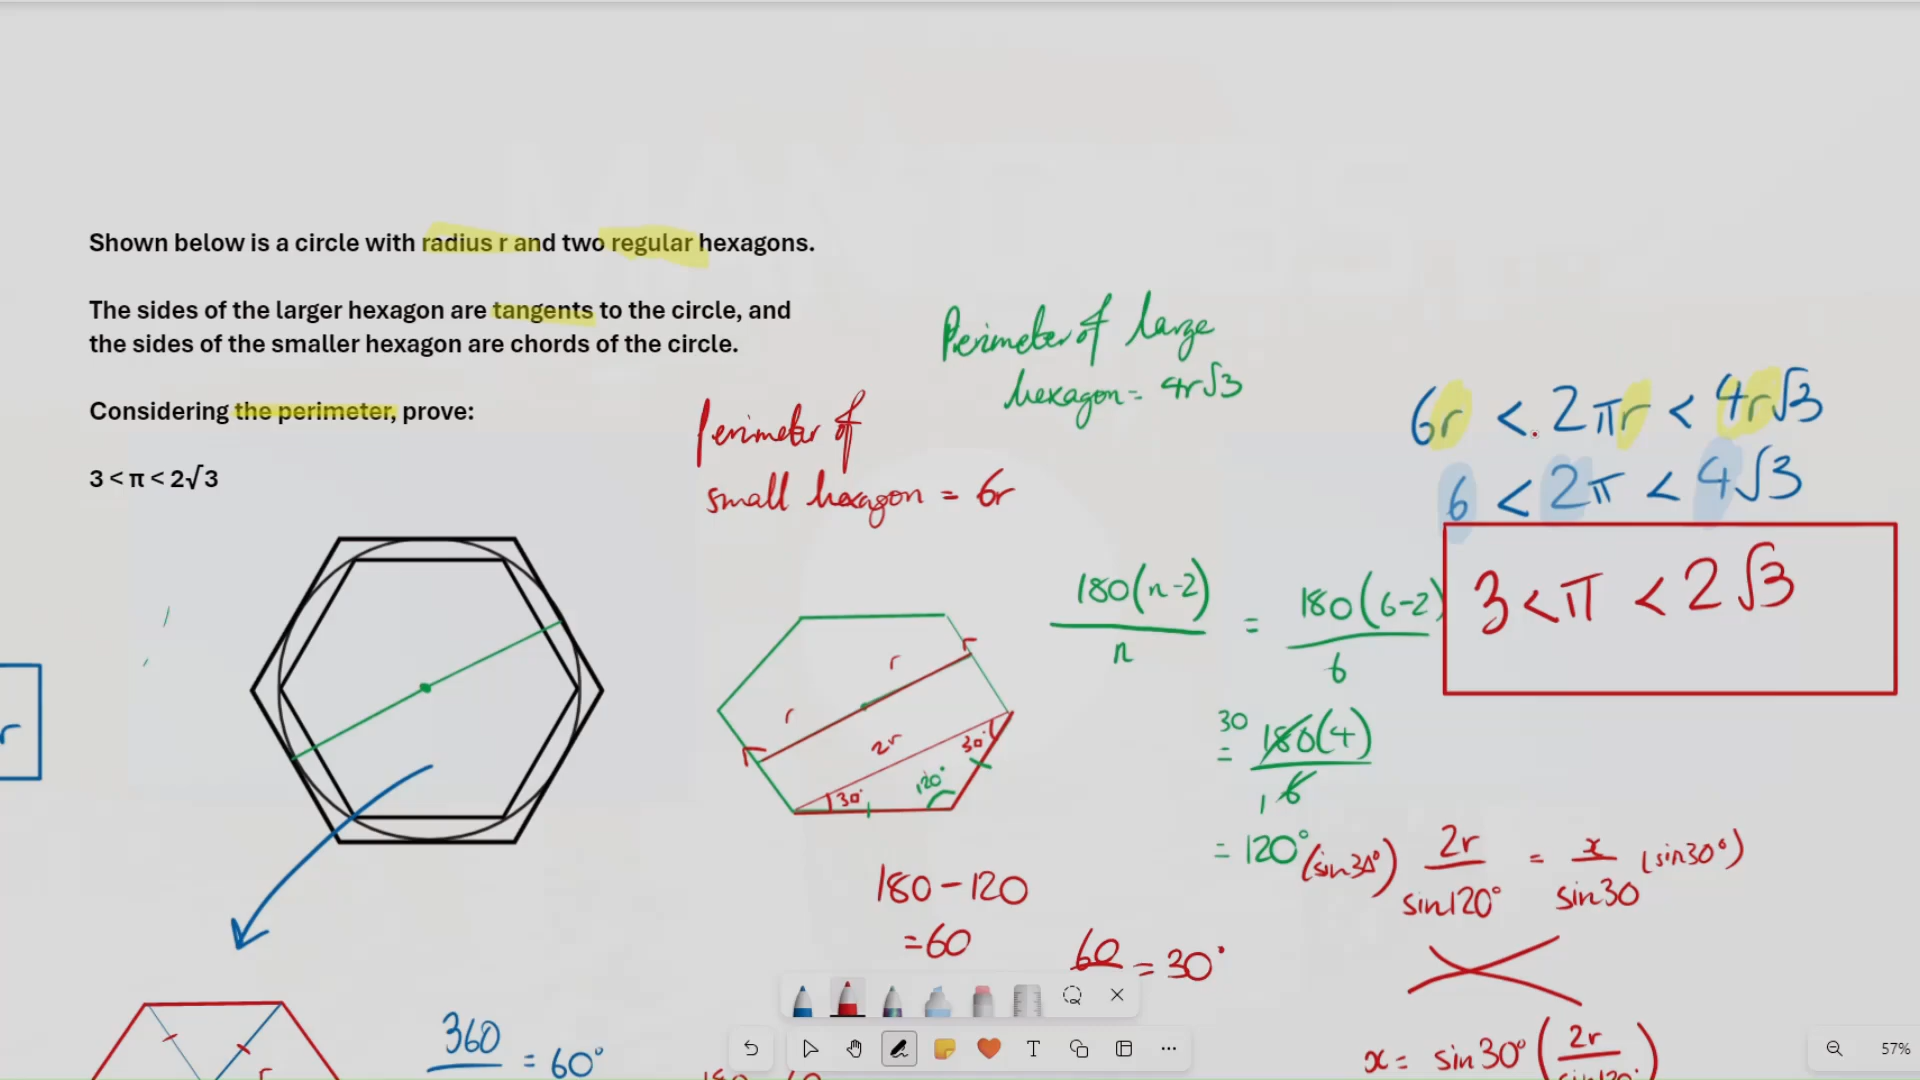 Shown below is a circle with radius r and two regular hexagons.
The sides of the larger hexagon are tangents to the circle, and
the sides of the smaller hexagon are chords of the circle.
Considering the perimeter, prove:
3 < π < 2√3
Perimeter of large
hexagon = 4r√3
Perimeter of
small hexagon = 6r
6r < 2πr < 4r√3
6 < 2π < 4√3
3 < π < 2√3
180(n-2)
n
=
180(6-2)
6
30
= 180(4)
1 6
= 120°
r
r
r
2r
30°
30°
120°
180 - 120
= 60
60 = 30°
(sin30°) 2r = x (sin30°)
sin120° sin30
x = sin30° (2r
sin120°)
360 = 60°
r
57%